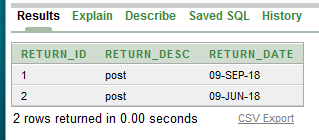 Results Explain Describe Saved SQL History
RETURN_ID RETURN_DESC RETURN_DATE
1 post 09-SEP-18
2 post 09-JUN-18
2 rows returned in 0.00 seconds CSV Export